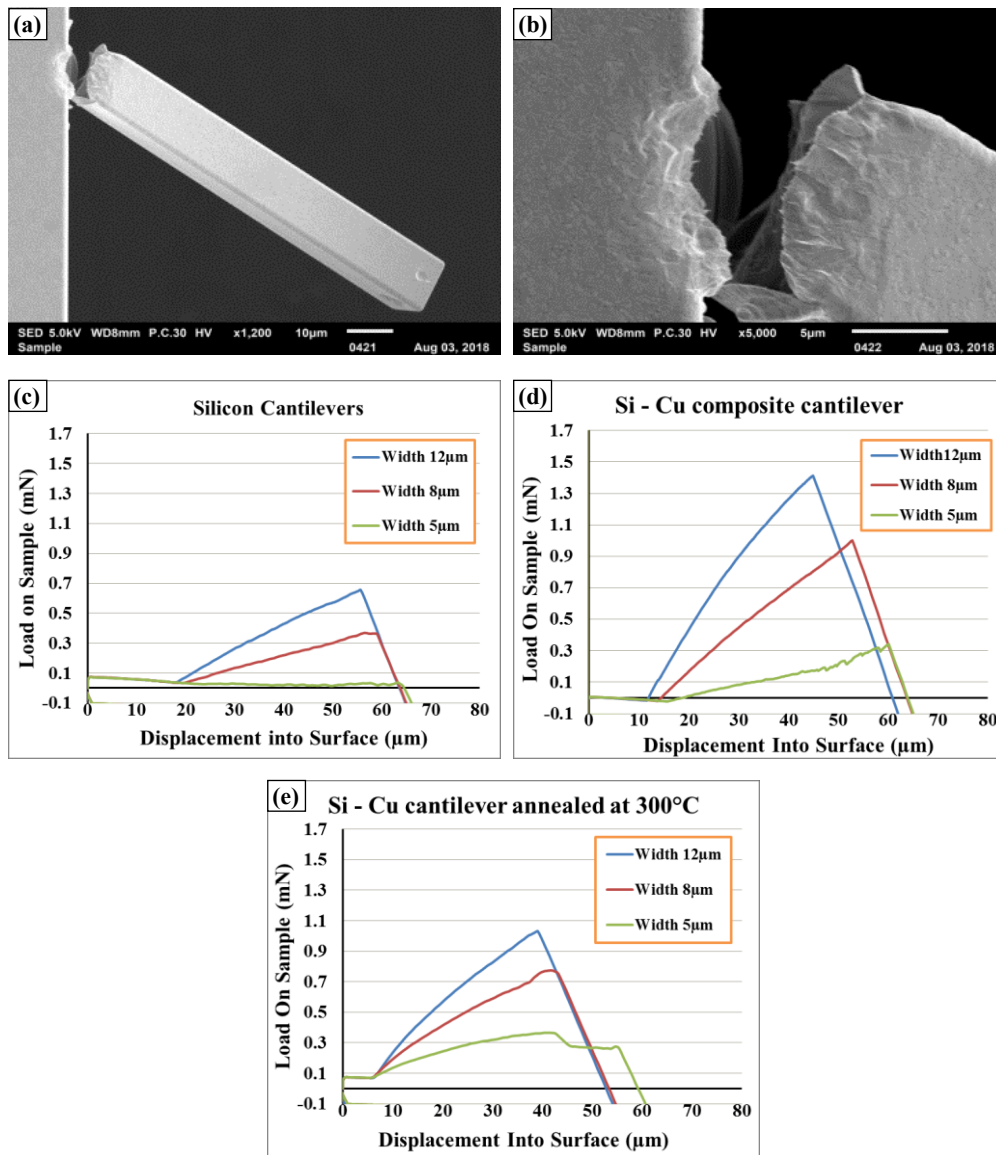 (a)
SED 5.0kV WD8mm P.C.30 HV x1,200 10µm
Sample 0421 Aug 03, 2018
(b)
SED 5.0kV WD8mm P.C.30 HV x5,000 5µm
Sample 0422 Aug 03, 2018
(c)
Silicon Cantilevers
Load on Sample (mN)
1.7
1.5
1.3
1.1
0.9
0.7
0.5
0.3
0.1
-0.1
Width 12µm
Width 8µm
Width 5µm
0 10 20 30 40 50 60 70 80
Displacement into Surface (µm)
(d)
Si - Cu composite cantilever
Load On Sample (mN)
1.7
1.5
1.3
1.1
0.9
0.7
0.5
0.3
0.1
-0.1
Width12µm
Width 8µm
Width 5µm
0 10 20 30 40 50 60 70 80
Displacement Into Surface (µm)
(e)
Si - Cu cantilever annealed at 300°C
Load On Sample (mN)
1.7
1.5
1.3
1.1
0.9
0.7
0.5
0.3
0.1
-0.1
Width 12µm
Width 8µm
Width 5µm
0 10 20 30 40 50 60 70 80
Displacement Into Surface (µm)